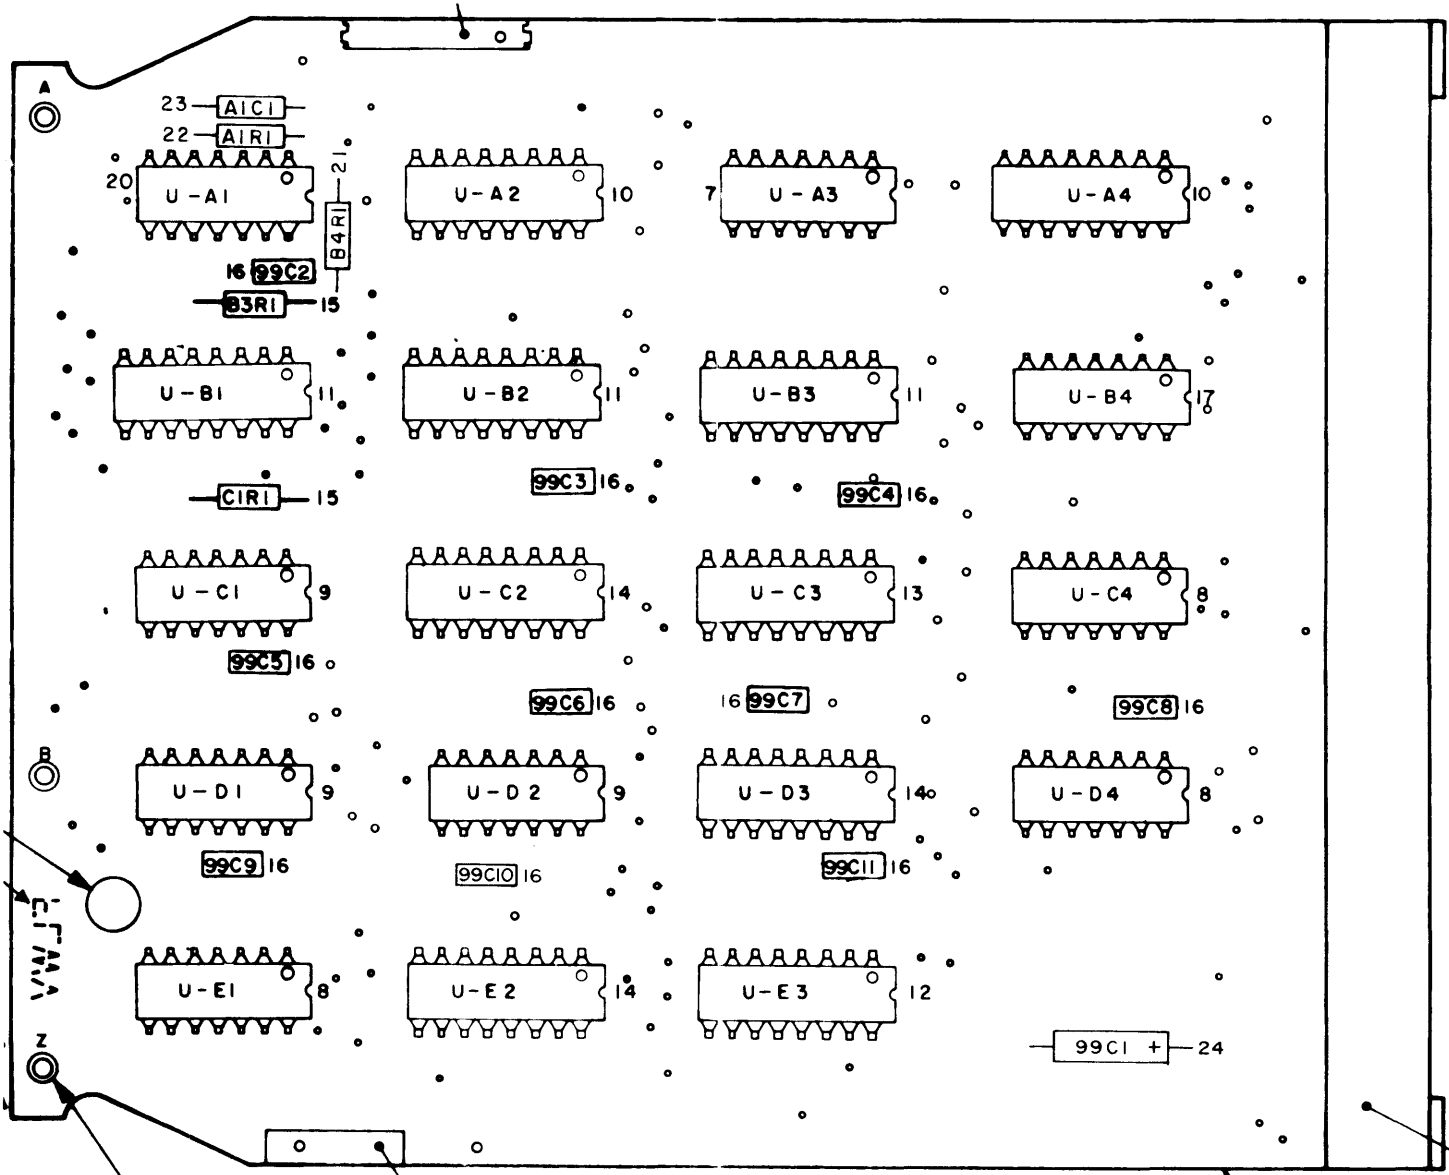 A
23 A1C1
22 A1R1
21
B4R1
20 U-A1
U-A2 10
7 U-A3
U-A4 10
16 99C2
B3R1 15
U-B1 11
U-B2 11
U-B3 11
U-B4 17
C1R1 15
99C3 16
99C4 16
U-C1 9
U-C2 14
U-C3 13
U-C4 8
99C5 16
99C6 16
16 99C7
99C8 16
B
U-D1 9
U-D2 9
U-D3 14
U-D4 8
99C9 16
99C10 16
99C11 16
U-E1 8
U-E2 14
U-E3 12
Z
99C1 + 24